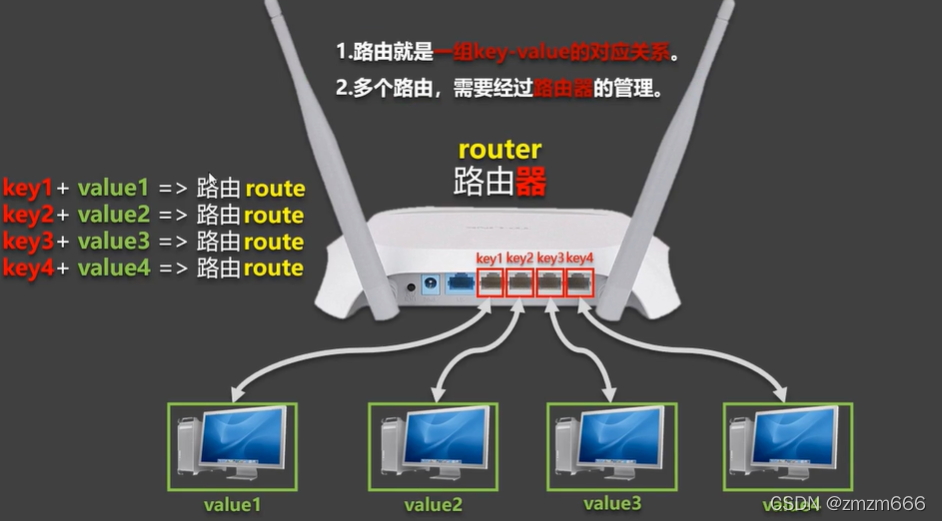 1.路由就是一组key-value的对应关系。
2.多个路由，需要经过路由器的管理。
router
路由器
key1+ value1 => 路由 route
key2+ value2 => 路由 route
key3+ value3 => 路由 route
key4+ value4 => 路由 route
key1 key2 key3 key4
value1 value2 value3 value4
CSDN @zmzm666